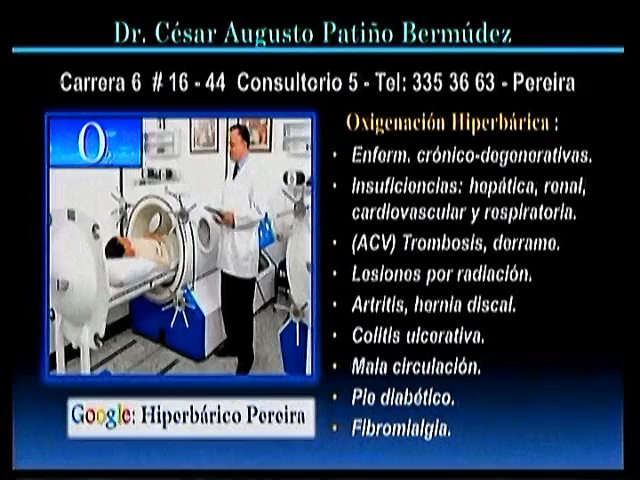 Dr. César Augusto Patiño Bermúdez
Carrera 6 # 16 - 44 Consultorio 5 - Tel: 335 36 63 - Pereira
O2
Oxigenación Hiperbárica :
• Enferm. crónico-degenerativas.
• Insuficiencias: hepática, renal,
cardiovascular y respiratoria.
• (ACV) Trombosis, derrame.
• Lesiones por radiación.
• Artritis, hernia discal.
• Colitis ulcerativa.
• Mala circulación.
• Pie diabético.
• Fibromialgia.
Google: Hiperbárico Pereira